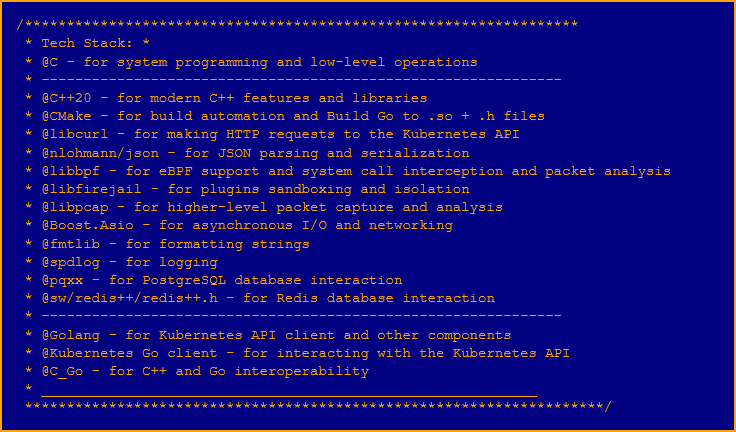 /******************************************************************
* Tech Stack: *
* @C - for system programming and low-level operations
* --------------------------------------------------------------
* @C++20 - for modern C++ features and libraries
* @CMake - for build automation and Build Go to .so + .h files
* @libcurl - for making HTTP requests to the Kubernetes API
* @nlohmann/json - for JSON parsing and serialization
* @libbpf - for eBPF support and system call interception and packet analysis
* @libfirejail - for plugins sandboxing and isolation
* @libpcap - for higher-level packet capture and analysis
* @Boost.Asio - for asynchronous I/O and networking
* @fmtlib - for formatting strings
* @spdlog - for logging
* @pqxx - for PostgreSQL database interaction
* @sw/redis++/redis++.h - for Redis database interaction
* --------------------------------------------------------------
* @Golang - for Kubernetes API client and other components
* @Kubernetes Go client - for interacting with the Kubernetes API
* @C_Go - for C++ and Go interoperability
* ___________________________________________________________
*********************************************************************/